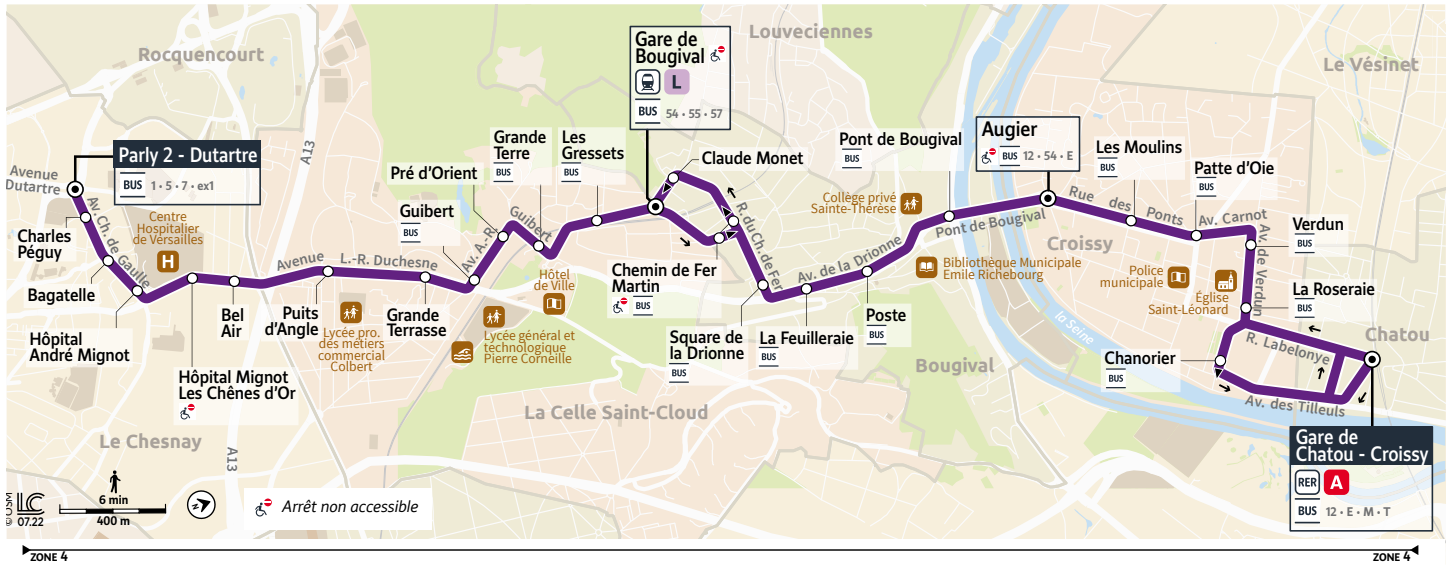 Rocquencourt
Louveciennes
Le Vésinet
Gare de
Bougival
L
BUS 54 • 55 • 57
A13
Parly 2 - Dutartre
BUS 1 • 5 • 7 • ex1
Avenue
Dutartre
Av. Ch. de Gaulle
Charles
Péguy
Bagatelle
Hôpital
André Mignot
Centre
Hospitalier
de Versailles
H
Hôpital Mignot
Les Chênes d'Or
Bel
Air
Avenue L.-R. Duchesne
Puits
d'Angle
Lycée pro.
des métiers
commercial
Colbert
Grande
Terrasse
Guibert
BUS
Av. A.-R. Guibert
Pré d'Orient
Grande
Terre
BUS
Les
Gressets
BUS
Hôtel
de Ville
Lycée général et
technologique
Pierre Corneille
Claude Monet
R. du Ch. de Fer
Chemin de Fer
Martin
BUS
Square de
la Drionne
BUS
La Feuilleraie
BUS
Av. de la Drionne
Poste
BUS
Pont de Bougival
BUS
Collège privé
Sainte-Thérèse
Pont de Bougival
Bibliothèque Municipale
Emile Richebourg
Augier
BUS 12 • 54 • E
Rue des Ponts
Les Moulins
BUS
Patte d'Oie
BUS
Av. Carnot
Croissy
Av. de Verdun
Verdun
BUS
Police
municipale
Église
Saint-Léonard
La Roseraie
BUS
la Seine
Chatou
R. Labelonye
Chanorier
BUS
Av. des Tilleuls
Gare de
Chatou - Croissy
RER A
BUS 12 • E • M • T
Bougival
La Celle Saint-Cloud
Le Chesnay
A13
© OSM
LC
07.22
6 min
400 m
N
Arrêt non accessible
ZONE 4
ZONE 4